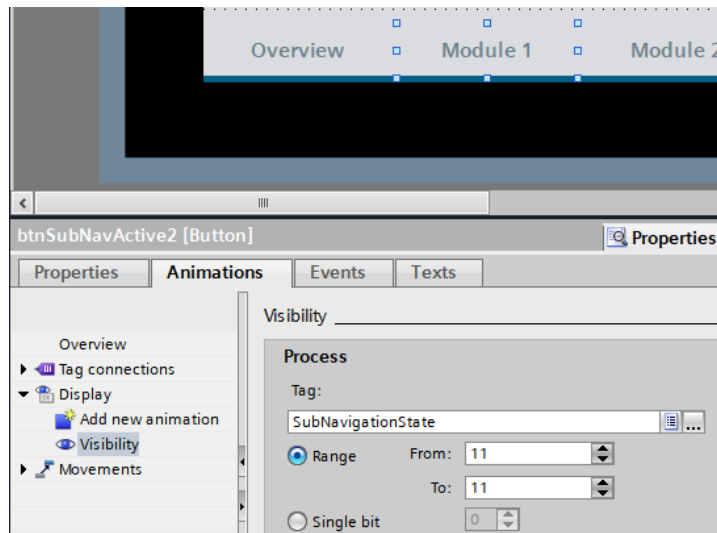 Overview Module 1 Module 2
btnSubNavActive2 [Button]
Properties
Properties Animations Events Texts
Visibility
Overview
Tag connections
Display
Add new animation
Visibility
Movements
Process
Tag:
SubNavigationState
...
Range From: 11
To: 11
Single bit 0